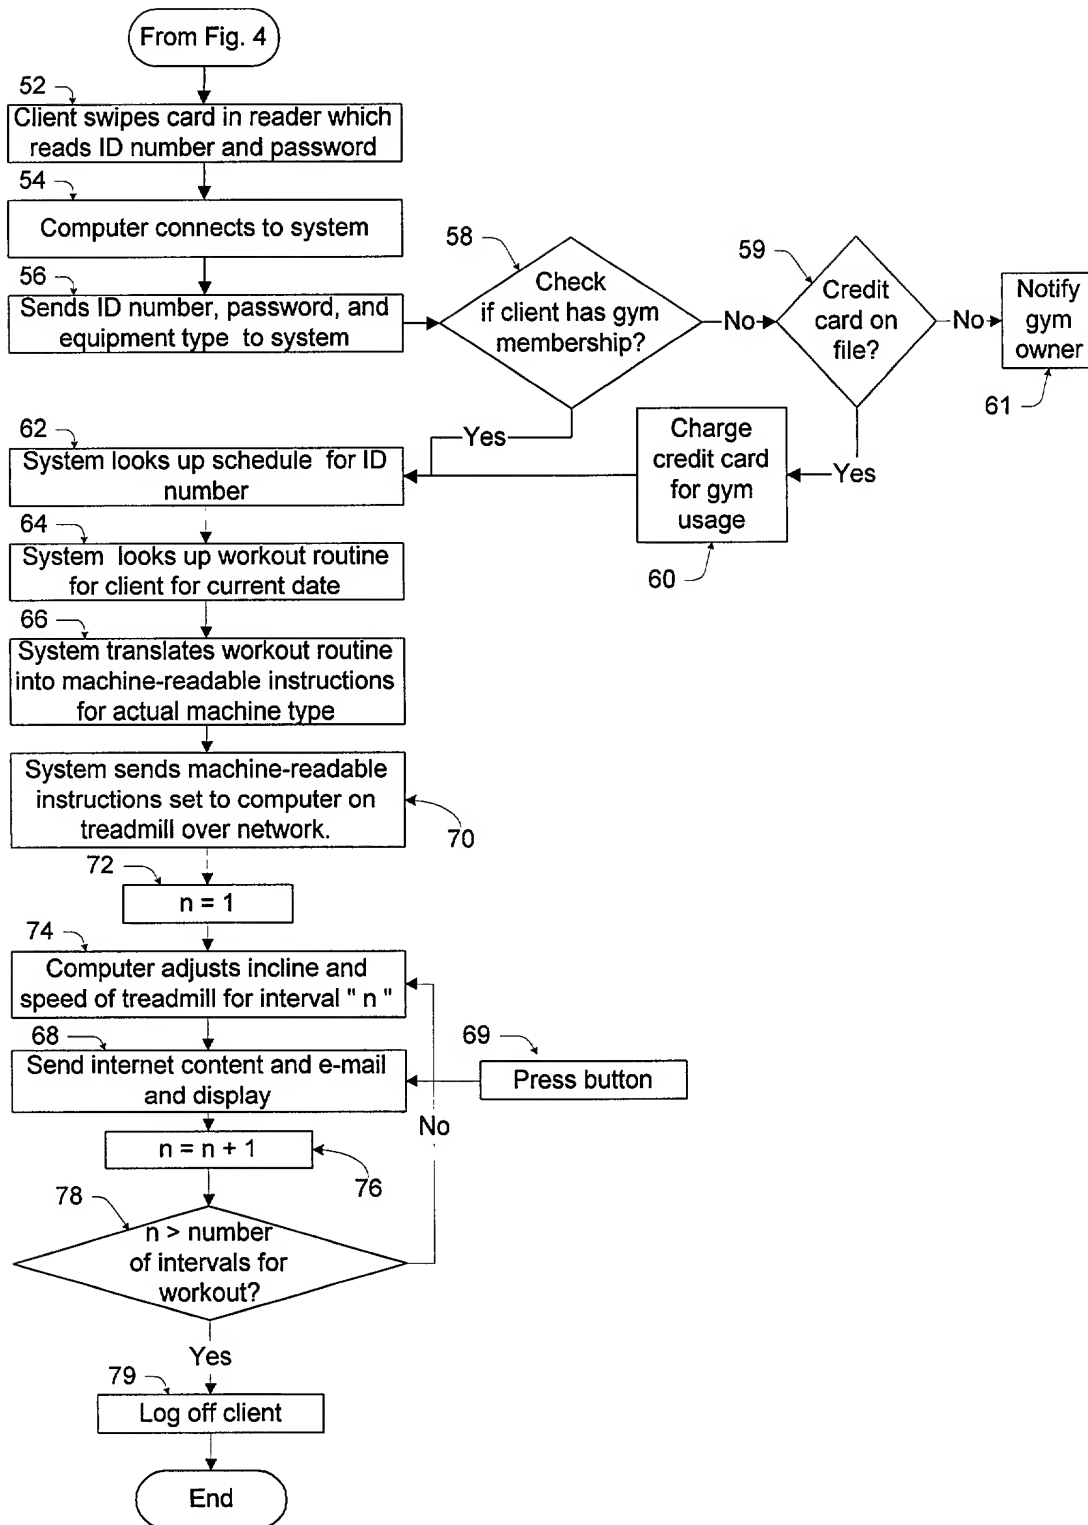 From Fig. 4
52
Client swipes card in reader which
reads ID number and password
54
Computer connects to system
56
Sends ID number, password, and
equipment type to system
58
Check
if client has gym
membership?
No
59
Credit
card on
file?
No
Notify
gym
owner
61
Yes
Yes
Charge
credit card
for gym
usage
60
62
System looks up schedule for ID
number
64
System looks up workout routine
for client for current date
66
System translates workout routine
into machine-readable instructions
for actual machine type
System sends machine-readable
instructions set to computer on
treadmill over network.
70
72
n = 1
74
Computer adjusts incline and
speed of treadmill for interval " n "
68
Send internet content and e-mail
and display
69
Press button
No
n = n + 1
76
78
n > number
of intervals for
workout?
Yes
79
Log off client
End